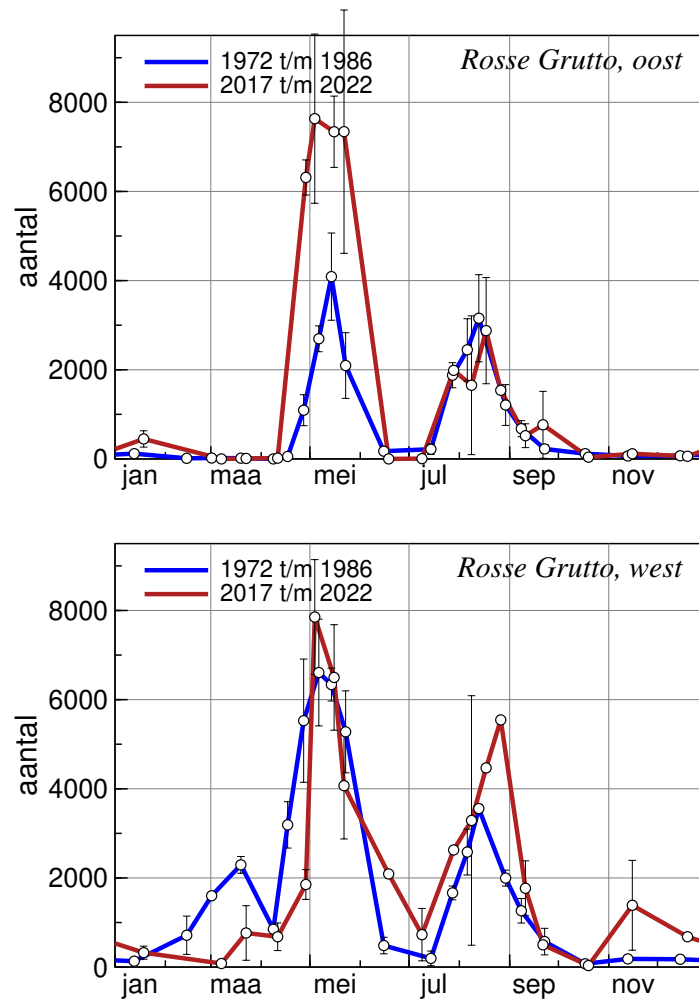 1972 t/m 1986
Rosse Grutto, oost
2017 t/m 2022
8000
6000
aantal
4000
2000
0
jan maa mei jul sep nov
1972 t/m 1986
Rosse Grutto, west
2017 t/m 2022
8000
6000
aantal
4000
2000
0
jan maa mei jul sep nov